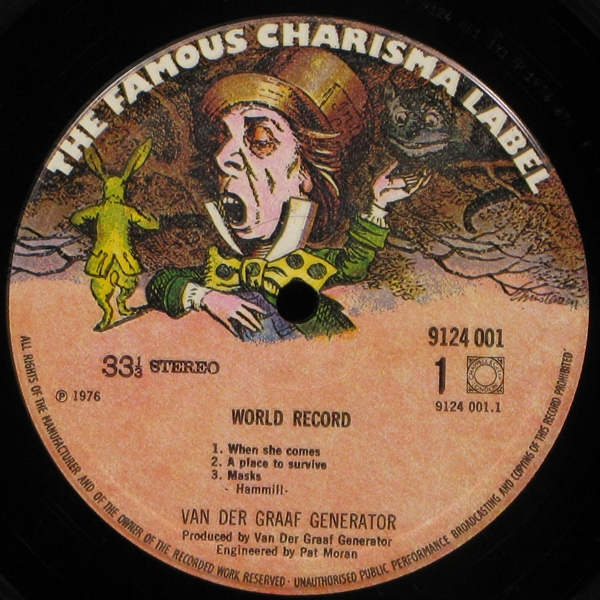 THE FAMOUS CHARISMA LABEL
9124 001
33⅓ STEREO
1
℗ 1976
9124 001.1
WORLD RECORD
1. When she comes
2. A place to survive
3. Masks
- Hammill-
VAN DER GRAAF GENERATOR
Produced by Van Der Graaf Generator
Engineered by Pat Moran
ALL RIGHTS OF THE MANUFACTURER AND OF THE OWNER OF THE RECORDED WORK RESERVED · UNAUTHORISED PUBLIC PERFORMANCE BROADCASTING AND COPYING OF THIS RECORD PROHIBITED